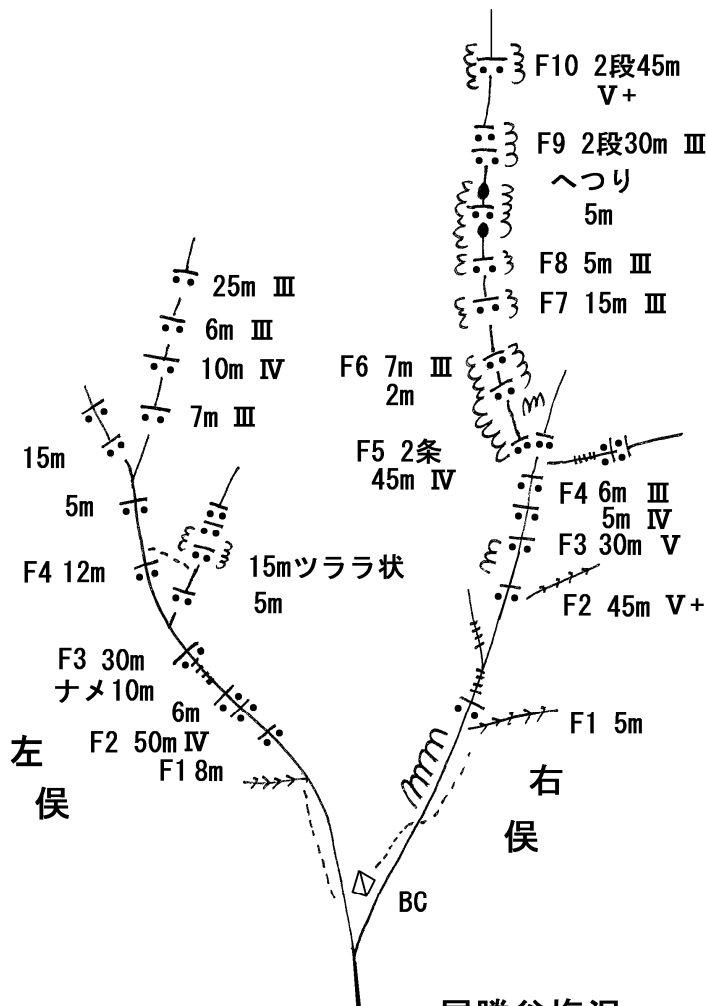 F10 2段45m
Ⅴ+
F9 2段30m Ⅲ
へつり
5m
F8 5m Ⅲ
F7 15m Ⅲ
F6 7m Ⅲ
2m
F5 2条
45m Ⅳ
F4 6m Ⅲ
5m Ⅳ
F3 30m Ⅴ
F2 45m Ⅴ+
F1 5m
右
俣
BC
25m Ⅲ
6m Ⅲ
10m Ⅳ
7m Ⅲ
15m
5m
F4 12m
15mツララ状
5m
F3 30m
ナメ10m
6m
F2 50mⅣ
F1 8m
左
俣